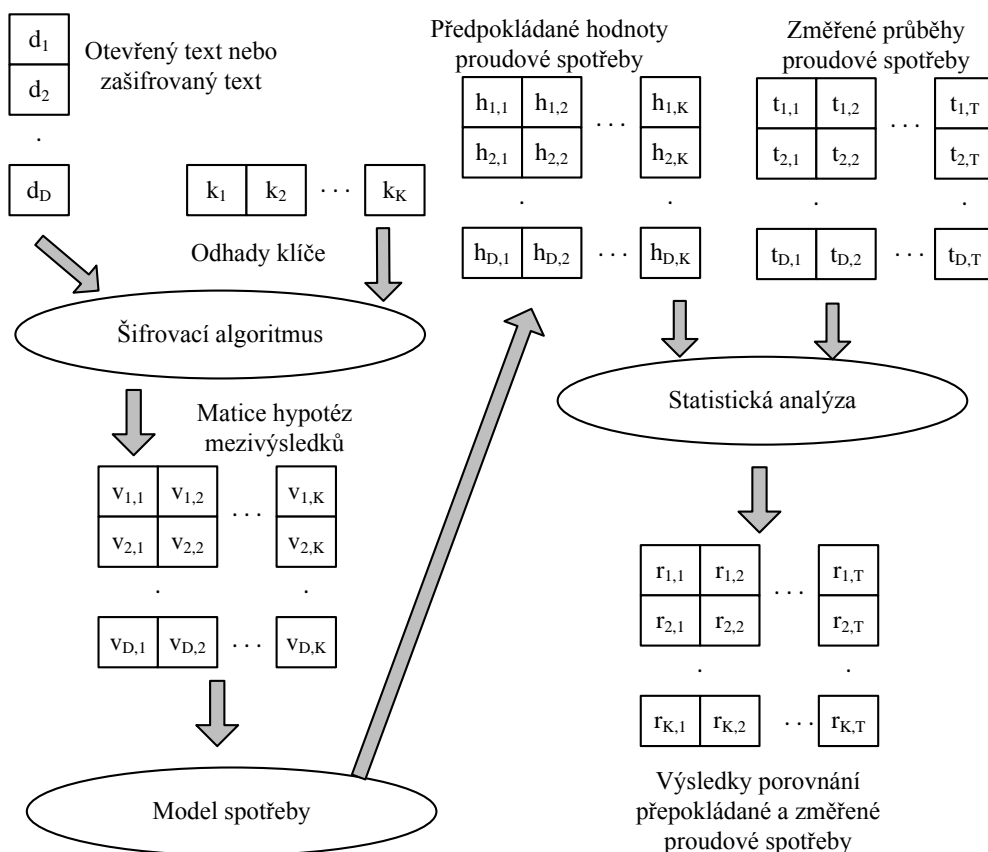 d1
Otevřený text nebo
zašifrovaný text
d2
.
dD
k1 k2 . . . kK
Odhady klíče
Šifrovací algoritmus
Matice hypotéz
mezivýsledků
v1,1 v1,2 . . . v1,K
v2,1 v2,2 v2,K
. .
vD,1 vD,2 . . . vD,K
Model spotřeby
Předpokládané hodnoty
proudové spotřeby
h1,1 h1,2 . . . h1,K
h2,1 h2,2 h2,K
. .
hD,1 hD,2 . . . hD,K
Změřené průběhy
proudové spotřeby
t1,1 t1,2 . . . t1,T
t2,1 t2,2 t2,T
. .
tD,1 tD,2 . . . tD,T
Statistická analýza
r1,1 r1,2 . . . r1,T
r2,1 r2,2 r2,T
. .
rK,1 rK,2 . . . rK,T
Výsledky porovnání
přepokládané a změřené
proudové spotřeby